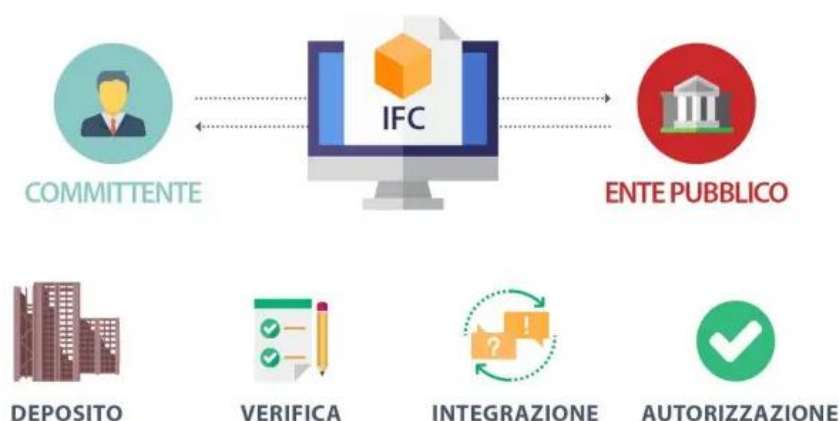 IFC
COMMITTENTE
ENTE PUBBLICO
DEPOSITO
VERIFICA
INTEGRAZIONE
AUTORIZZAZIONE